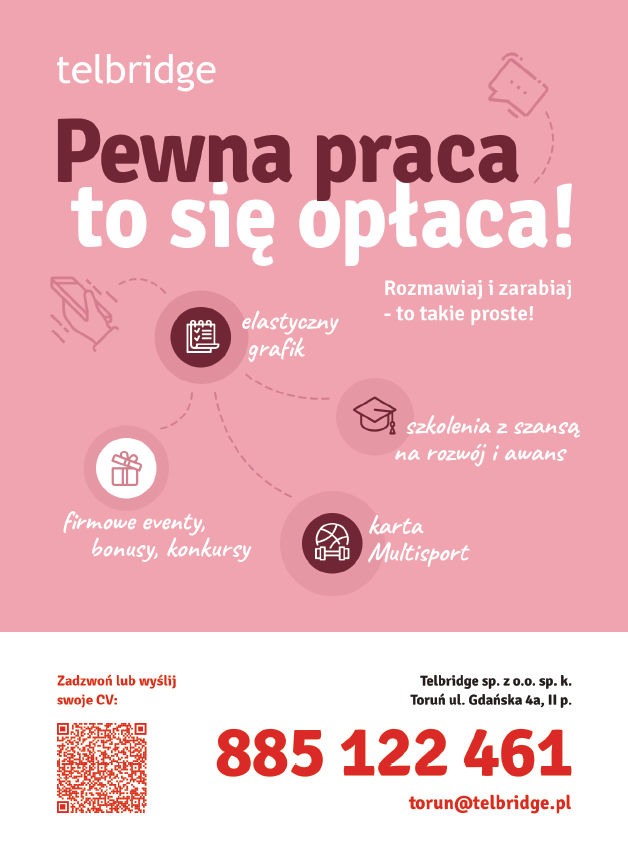 telbridge
Pewna praca
to się opłaca!
Rozmawiaj i zarabiaj
- to takie proste!
elastyczny
grafik
szkolenia z szansą
na rozwój i awans
firmowe eventy,
bonusy, konkursy
karta
Multisport
Zadzwoń lub wyślij
swoje CV:
Telbridge sp. z o.o. sp. k.
Toruń ul. Gdańska 4a, II p.
885 122 461
torun@telbridge.pl